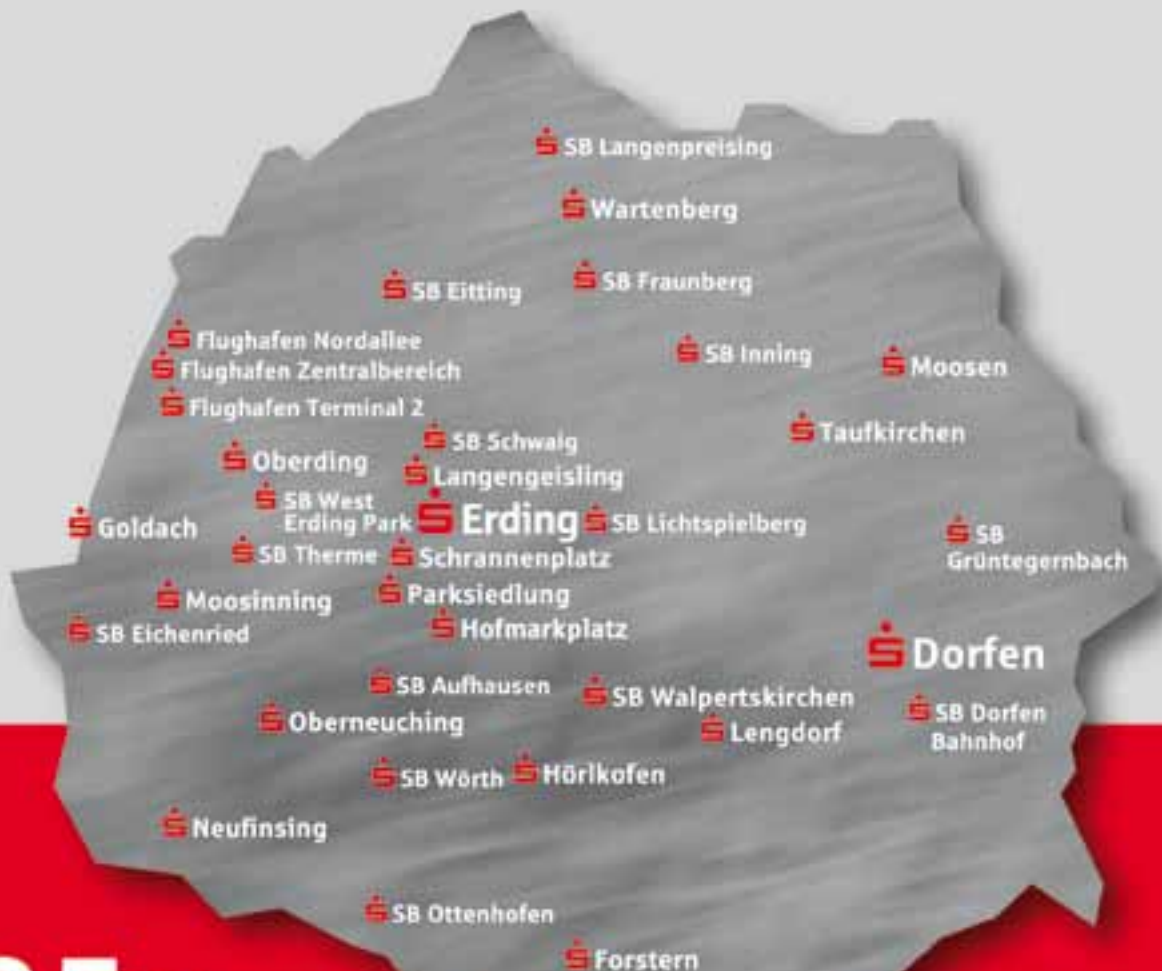 SB Langenpreising
Wartenberg
SB Fraunberg
SB Eitting
Flughafen Nordallee
SB Inning
Moosen
Flughafen Zentralbereich
Flughafen Terminal 2
Taufkirchen
SB Schwaig
Oberding
Langengeisling
SB West
Erding Park
Erding
SB Lichtspielberg
Goldach
SB
Grüntegernbach
SB Therme
Schrannenplatz
Moosinning
Parksiedlung
SB Eichenried
Hofmarkplatz
Dorfen
SB Aufhausen
SB Walpertskirchen
SB Dorfen
Bahnhof
Oberneuching
Lengdorf
SB Wörth
Hörlkofen
Neufinsing
SB Ottenhofen
Forstern